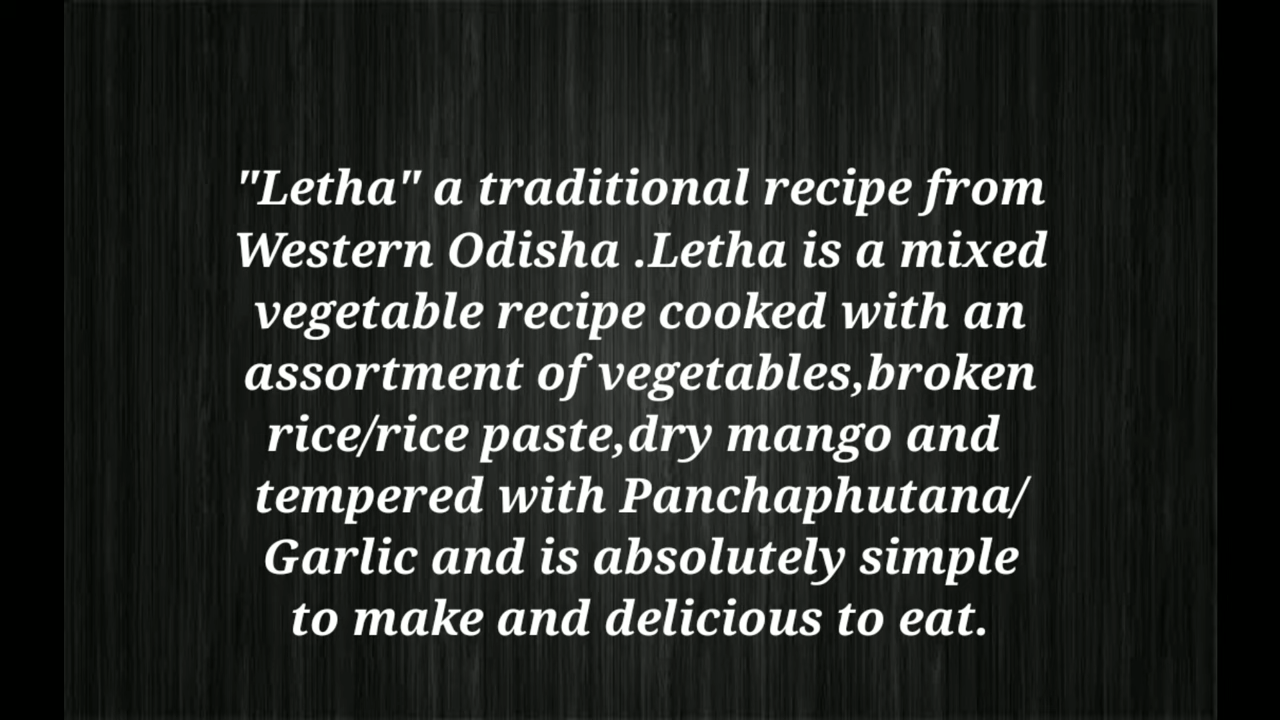 "Letha" a traditional recipe from
Western Odisha .Letha is a mixed
vegetable recipe cooked with an
assortment of vegetables,broken
rice/rice paste,dry mango and
tempered with Panchaphutana/
Garlic and is absolutely simple
to make and delicious to eat.